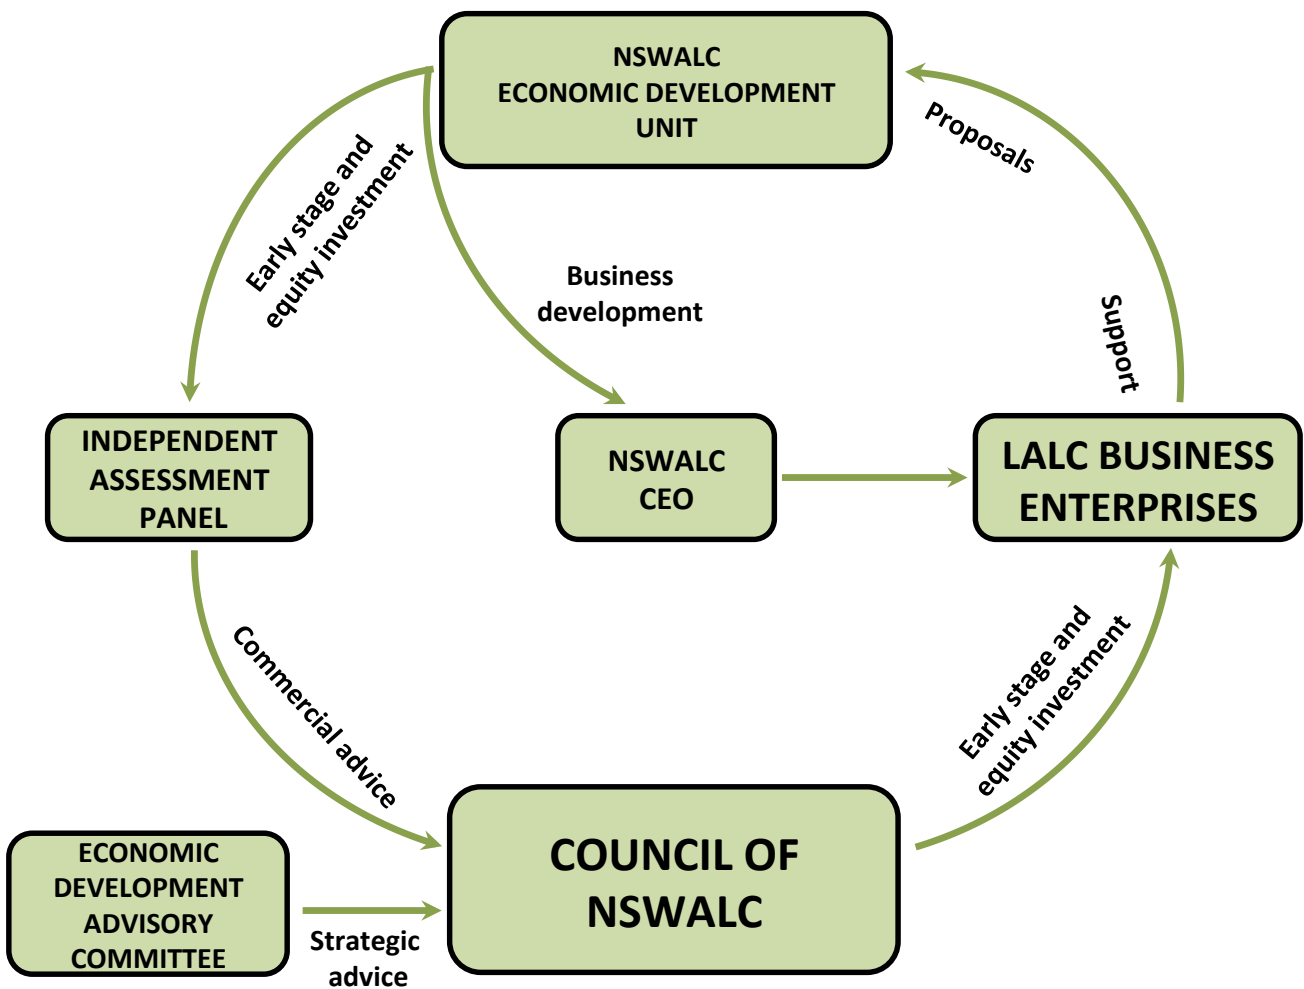 NSWALC
ECONOMIC DEVELOPMENT
UNIT
Proposals
Early stage and
equity investment
Business
development
Support
INDEPENDENT
ASSESSMENT
PANEL
NSWALC
CEO
LALC BUSINESS
ENTERPRISES
Commercial advice
Early stage and
equity investment
COUNCIL OF
NSWALC
ECONOMIC
DEVELOPMENT
ADVISORY
COMMITTEE
Strategic
advice